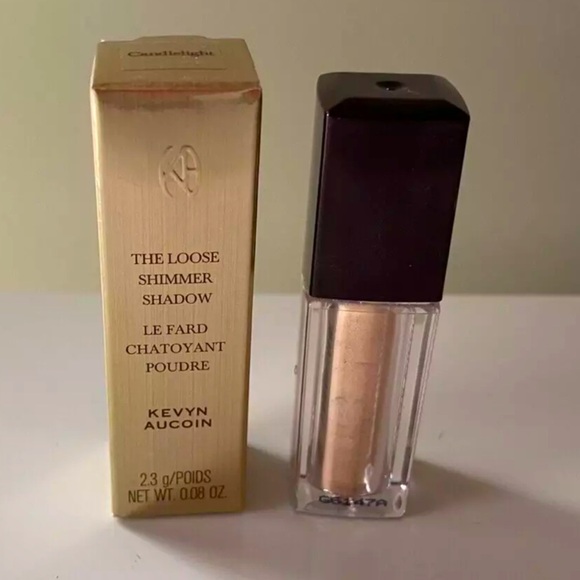 Candlelight
THE LOOSE
SHIMMER
SHADOW
LE FARD
CHATOYANT
POUDRE
KEVYN
AUCOIN
2.3 g/POIDS
NET WT. 0.08 OZ.
G6147A